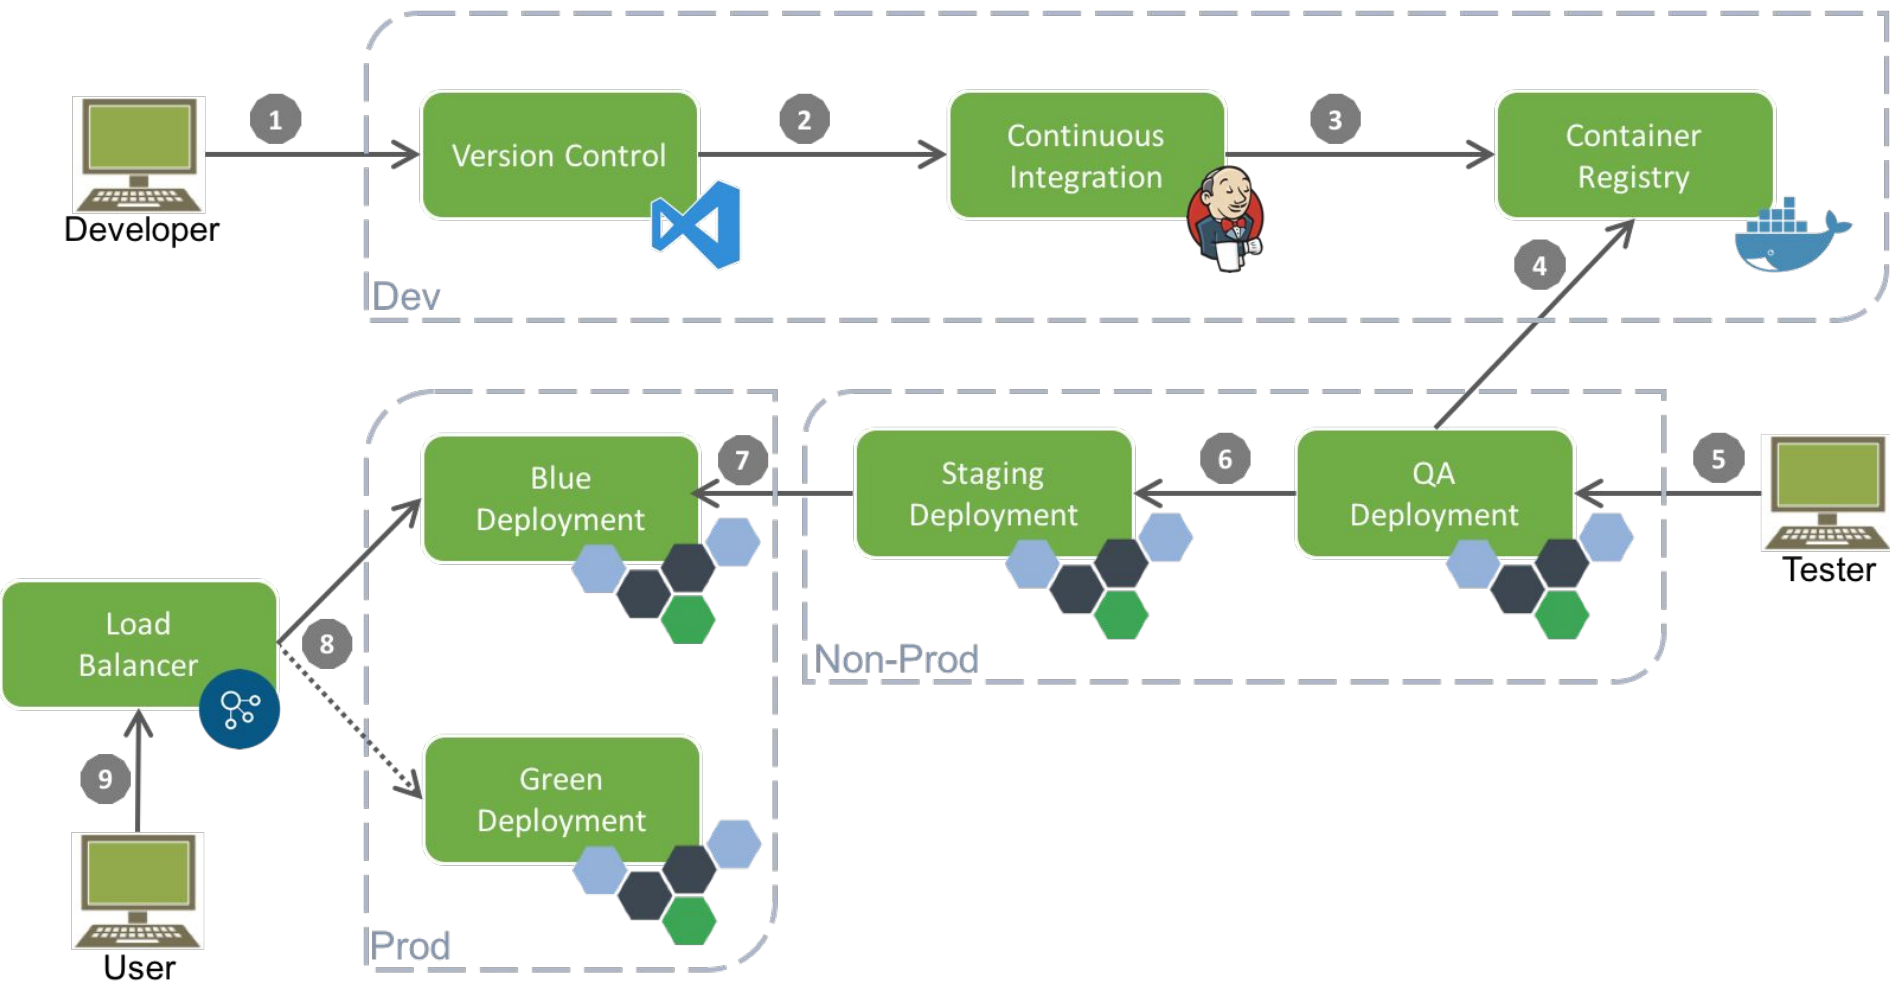 1
2
3
Version Control
Continuous
Integration
Container
Registry
Developer
4
Dev
5
6
7
Blue
Deployment
Staging
Deployment
QA
Deployment
Tester
Load
Balancer
8
Non-Prod
9
Green
Deployment
Prod
User